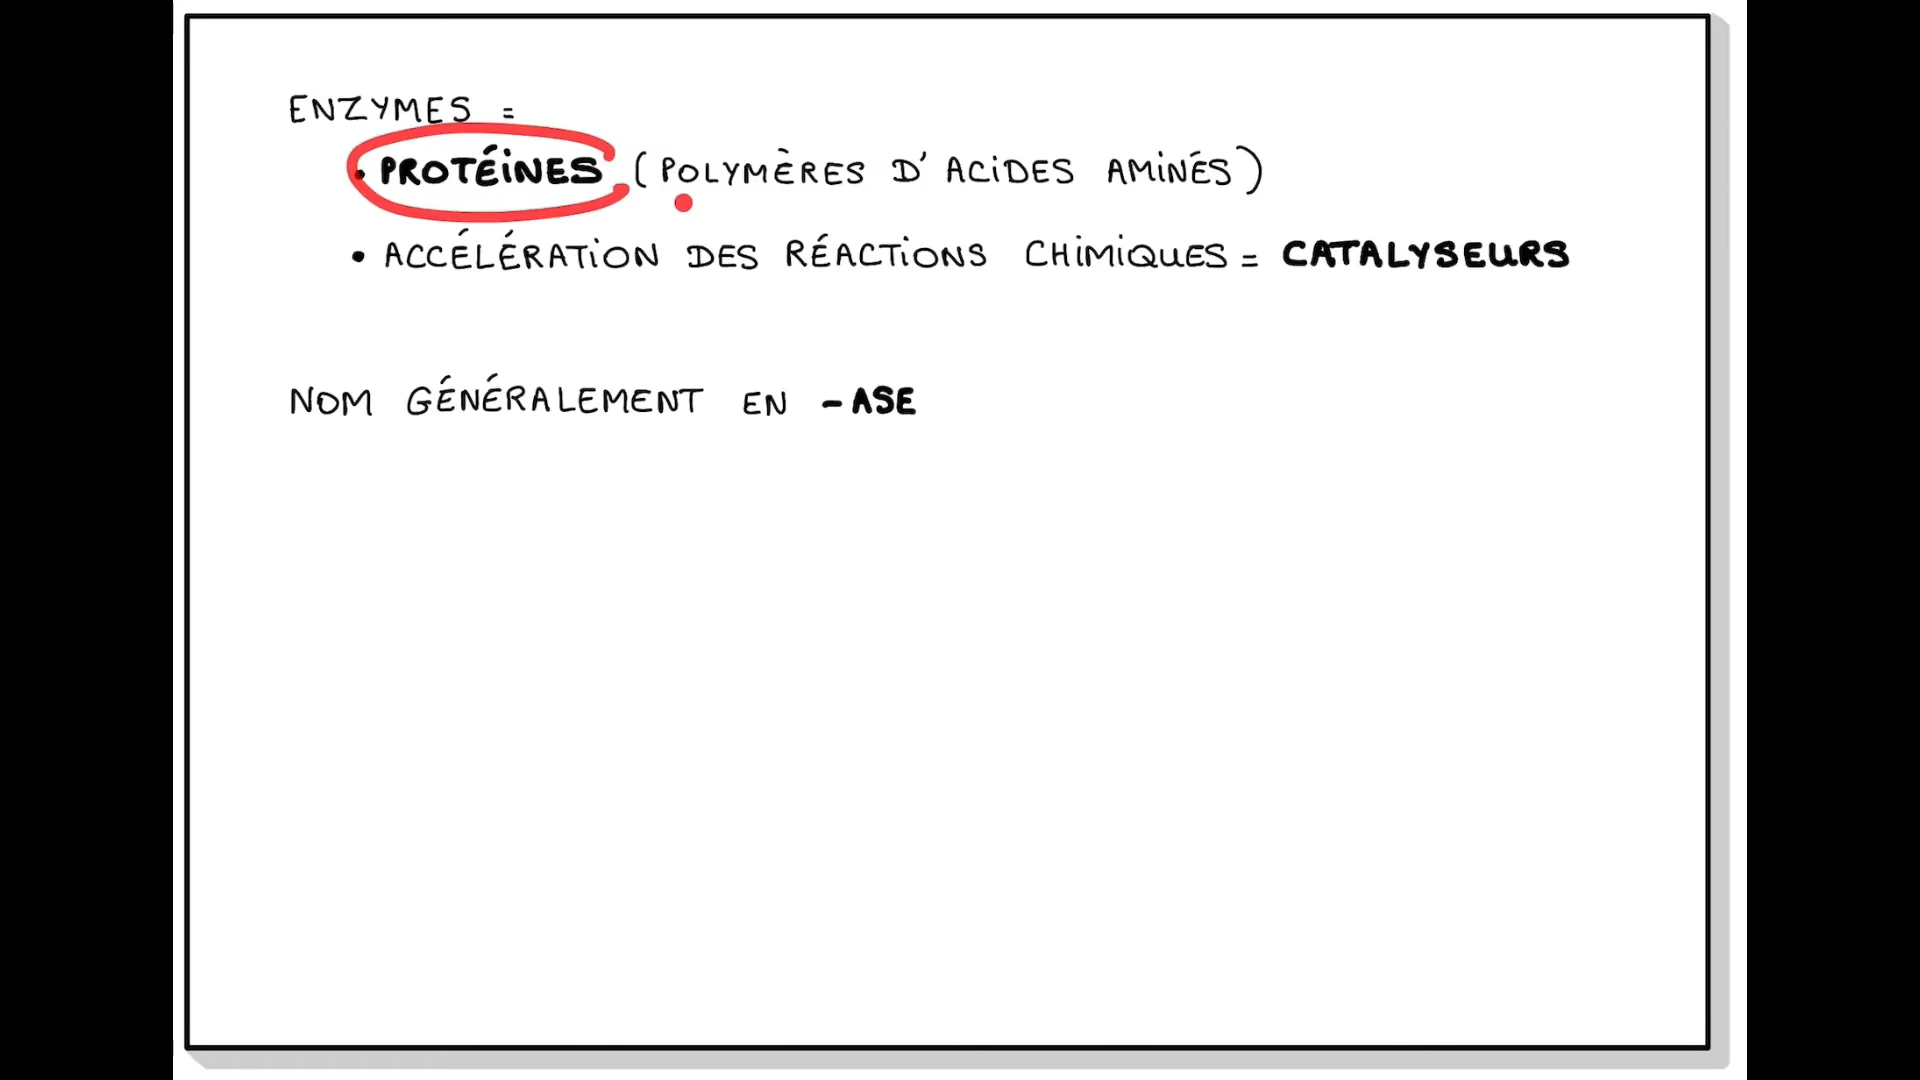 ENZYMES =
• PROTÉINES (POLYMÈRES D'ACIDES AMINÉS)
• ACCÉLÉRATION DES RÉACTIONS CHIMIQUES = CATALYSEURS
NOM GÉNÉRALEMENT EN -ASE